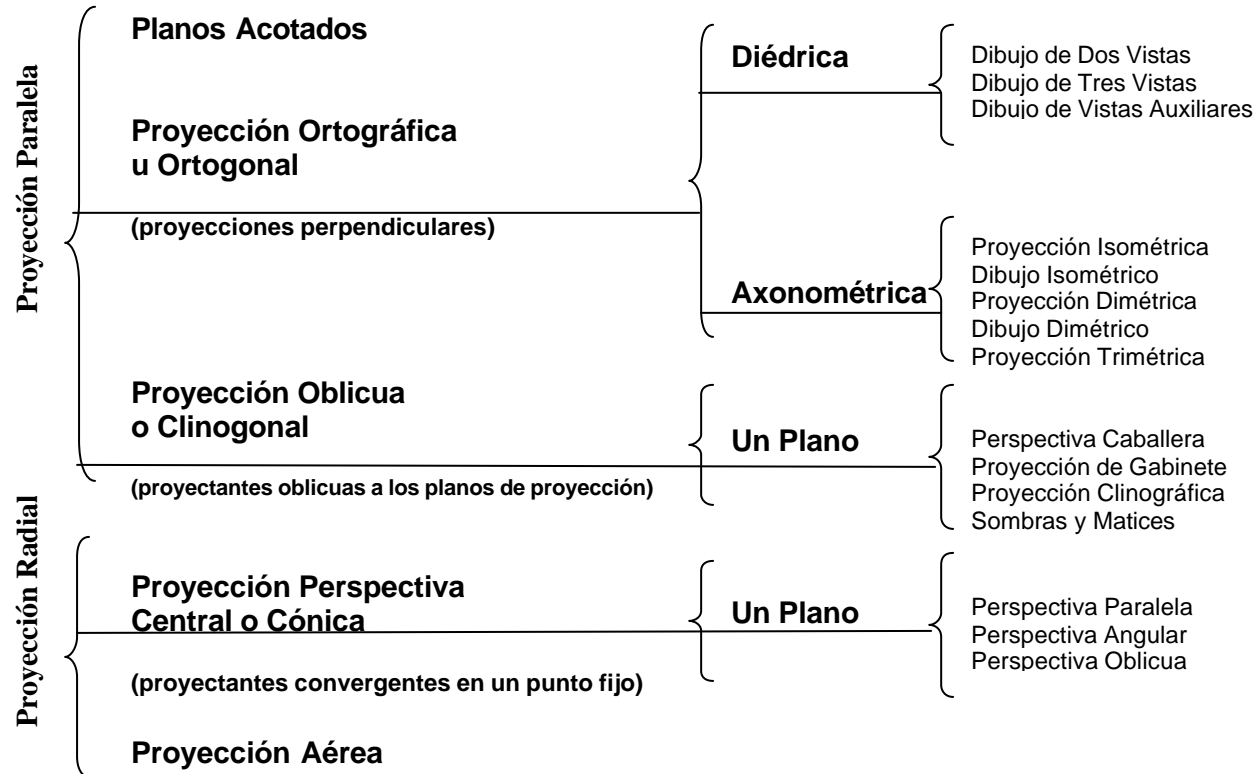 Proyección Paralela
Planos Acotados
Proyección Ortográfica
u Ortogonal
(proyecciones perpendiculares)
Diédrica
Dibujo de Dos Vistas
Dibujo de Tres Vistas
Dibujo de Vistas Auxiliares
Axonométrica
Proyección Isométrica
Dibujo Isométrico
Proyección Dimétrica
Dibujo Dimétrico
Proyección Trimétrica
Proyección Oblicua
o Clinogonal
(proyectantes oblicuas a los planos de proyección)
Un Plano
Perspectiva Caballera
Proyección de Gabinete
Proyección Clinográfica
Sombras y Matices
Proyección Radial
Proyección Perspectiva
Central o Cónica
(proyectantes convergentes en un punto fijo)
Un Plano
Perspectiva Paralela
Perspectiva Angular
Perspectiva Oblicua
Proyección Aérea